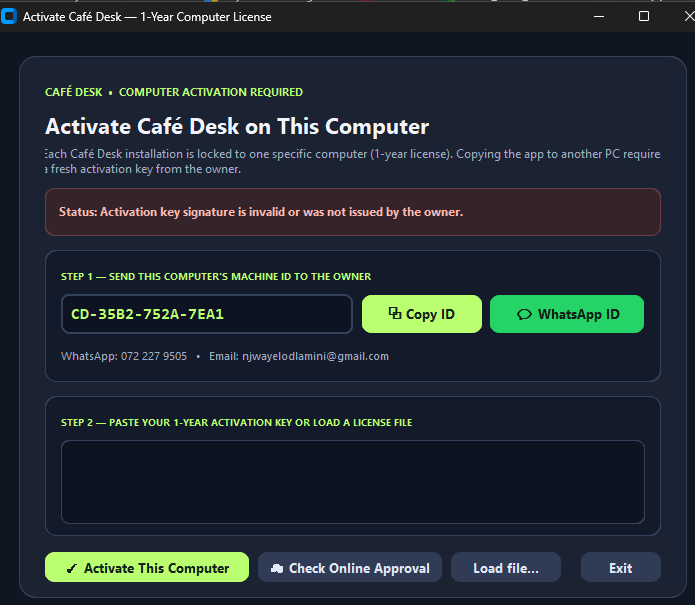 Activate Café Desk — 1-Year Computer License
CAFÉ DESK • COMPUTER ACTIVATION REQUIRED
Activate Café Desk on This Computer
Each Café Desk installation is locked to one specific computer (1-year license). Copying the app to another PC require
a fresh activation key from the owner.
Status: Activation key signature is invalid or was not issued by the owner.
STEP 1 — SEND THIS COMPUTER'S MACHINE ID TO THE OWNER
CD-35B2-752A-7EA1
Copy ID
WhatsApp ID
WhatsApp: 072 227 9505 • Email: njwayelodlamini@gmail.com
STEP 2 — PASTE YOUR 1-YEAR ACTIVATION KEY OR LOAD A LICENSE FILE
✓ Activate This Computer
Check Online Approval
Load file...
Exit